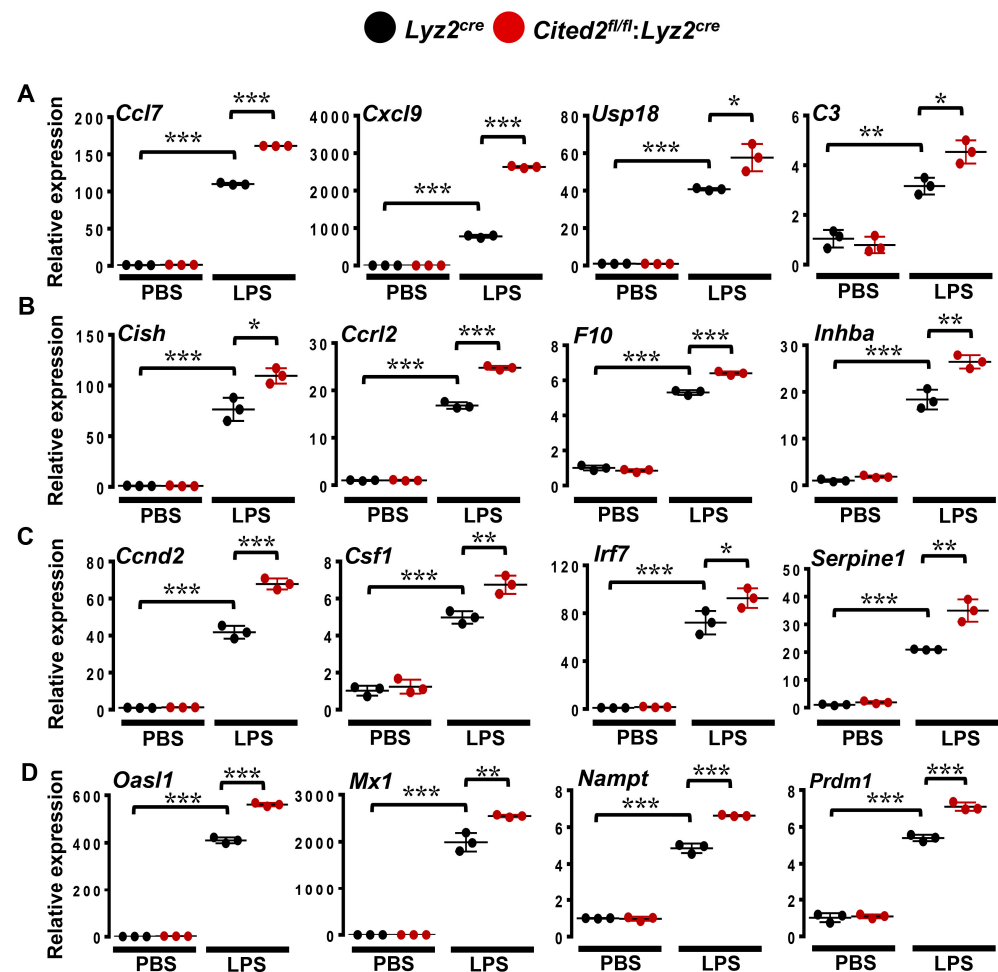 Lyz2cre Cited2fl/fl:Lyz2cre
A
Relative expression
Ccl7
200
150
100
50
0
***
***
PBS LPS
Cxcl9
4000
3000
2000
1000
0
***
***
PBS LPS
Usp18
80
60
40
20
0
***
*
PBS LPS
C3
6
4
2
0
**
*
PBS LPS
B
Relative expression
Cish
150
100
50
0
***
*
PBS LPS
Ccrl2
30
20
10
0
***
***
PBS LPS
F10
8
6
4
2
0
***
***
PBS LPS
Inhba
30
20
10
0
***
**
PBS LPS
C
Relative expression
Ccnd2
80
60
40
20
0
***
***
PBS LPS
Csf1
8
6
4
2
0
***
**
PBS LPS
Irf7
120
80
40
0
***
*
PBS LPS
Serpine1
50
40
30
20
10
0
***
**
PBS LPS
D
Relative expression
Oasl1
600
400
200
0
***
***
PBS LPS
Mx1
3000
2000
1000
0
***
**
PBS LPS
Nampt
8
6
4
2
0
***
***
PBS LPS
Prdm1
8
6
4
2
0
***
***
PBS LPS